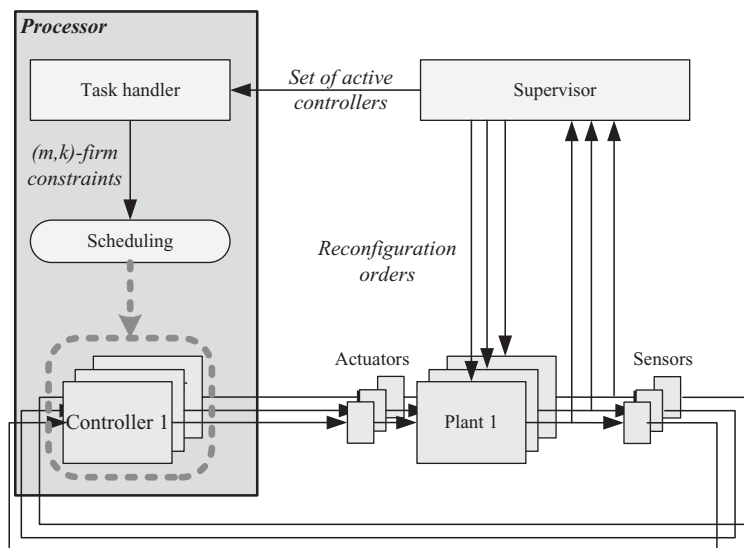 Processor
Task handler
Set of active
controllers
Supervisor
(m,k)-firm
constraints
Scheduling
Reconfiguration
orders
Actuators
Sensors
Controller 1
Plant 1